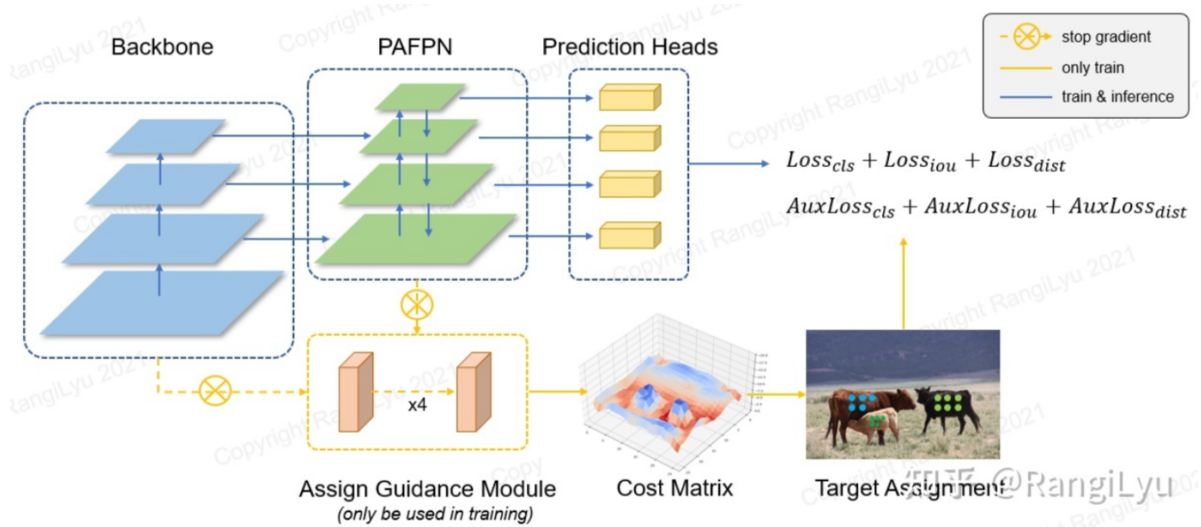 Backbone
PAFPN
Prediction Heads
stop gradient
only train
train & inference
Loss_cls + Loss_iou + Loss_dist
AuxLoss_cls + AuxLoss_iou + AuxLoss_dist
x4
Assign Guidance Module
(only be used in training)
Cost Matrix
Target Assignment
知乎 @RangiLyu
Copyright RangiLyu 2021